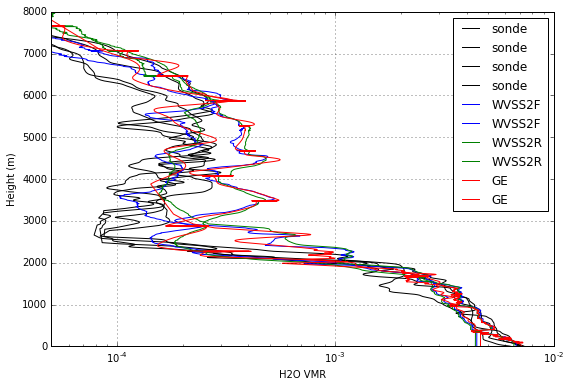 8000
7000
6000
5000
4000
3000
2000
1000
0
Height (m)
10^-4
10^-3
10^-2
H2O VMR
sonde
sonde
sonde
sonde
WVSS2F
WVSS2F
WVSS2R
WVSS2R
GE
GE